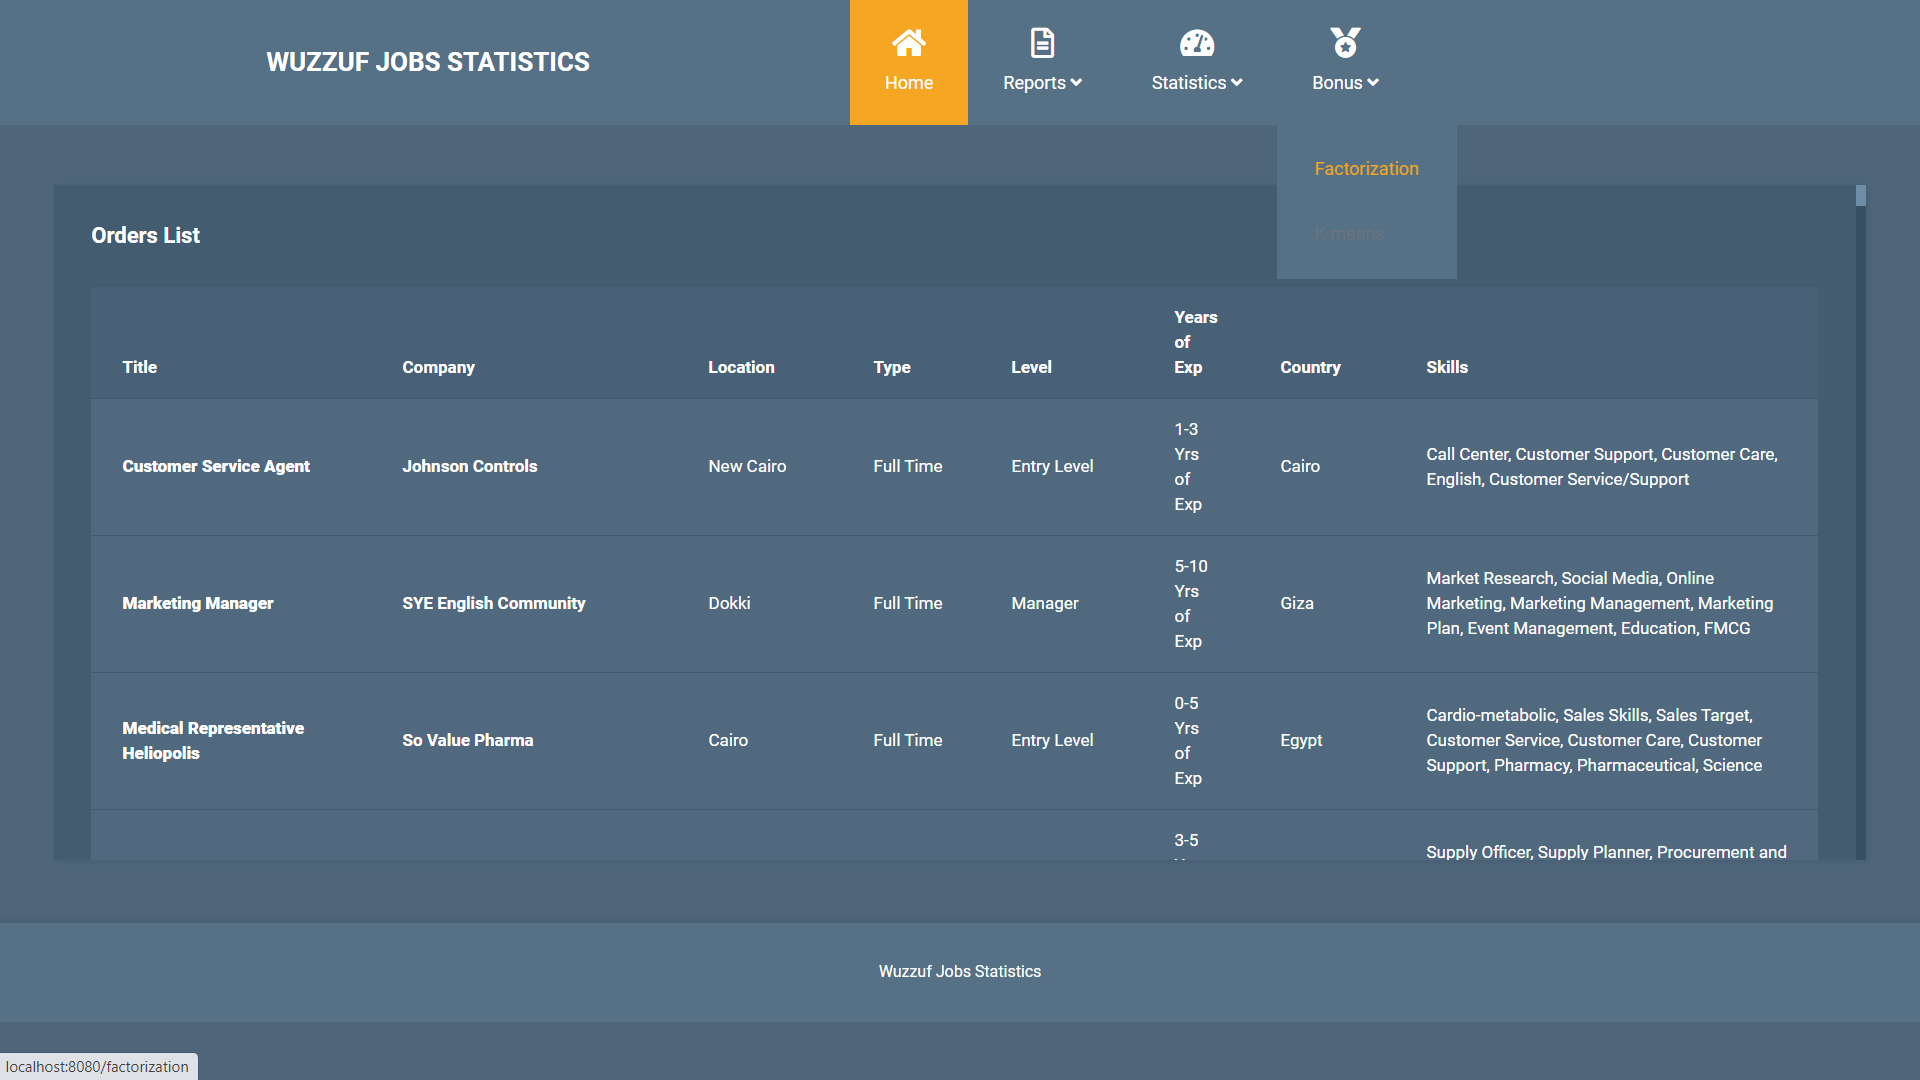 WUZZUF JOBS STATISTICS
Home
Reports
Statistics
Bonus
Factorization
K-means
Orders List
Title
Company
Location
Type
Level
Years
of
Exp
Country
Skills
Customer Service Agent
Johnson Controls
New Cairo
Full Time
Entry Level
1-3
Yrs
of
Exp
Cairo
Call Center, Customer Support, Customer Care,
English, Customer Service/Support
Marketing Manager
SYE English Community
Dokki
Full Time
Manager
5-10
Yrs
of
Exp
Giza
Market Research, Social Media, Online
Marketing, Marketing Management, Marketing
Plan, Event Management, Education, FMCG
Medical Representative
Heliopolis
So Value Pharma
Cairo
Full Time
Entry Level
0-5
Yrs
of
Exp
Egypt
Cardio-metabolic, Sales Skills, Sales Target,
Customer Service, Customer Care, Customer
Support, Pharmacy, Pharmaceutical, Science
3-5
Supply Officer, Supply Planner, Procurement and
Wuzzuf Jobs Statistics
localhost:8080/factorization